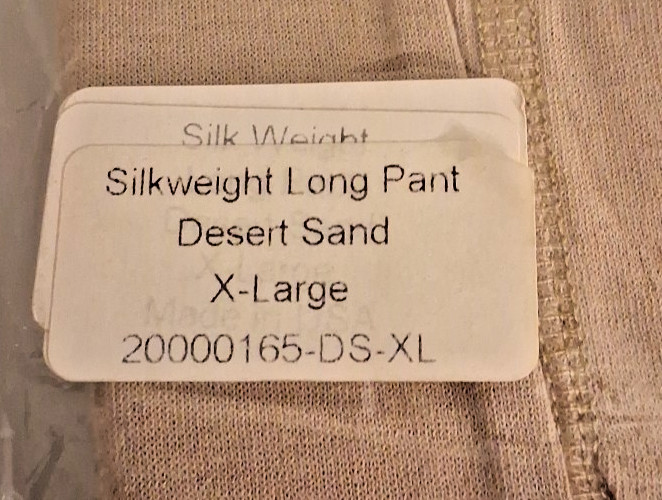 Silk Weight
Silkweight Long Pant
Desert Sand
X-Large
20000165-DS-XL